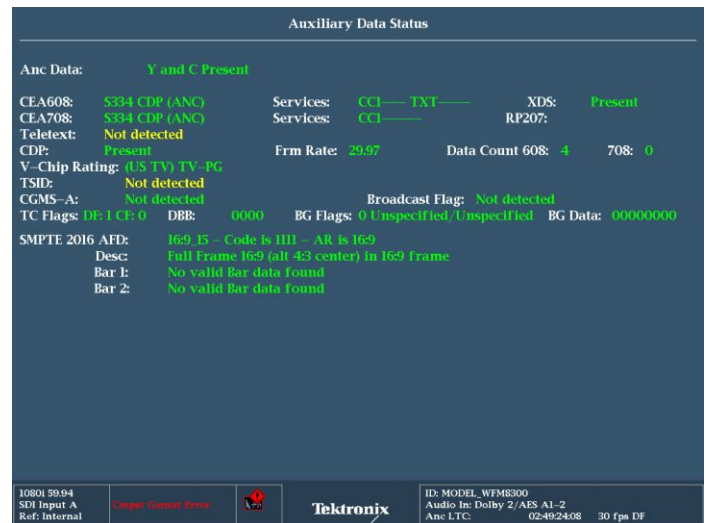 Auxiliary Data Status
Anc Data: Y and C Present
CEA608: S334 CDP (ANC) Services: CC1—— TXT——— XDS: Present
CEA708: S334 CDP (ANC) Services: CC1———— RP207:
Teletext: Not detected
CDP: Present Frm Rate: 29.97 Data Count 608: 4 708: 0
V-Chip Rating: (US TV) TV-PG
TSID: Not detected
CGMS-A: Not detected Broadcast Flag: Not detected
TC Flags: DF: 1 CF: 0 DBB: 0000 BG Flags: 0 Unspecified/Unspecified BG Data: 00000000
SMPTE 2016 AFD: 16:9_15 – Code is 1111 – AR is 16:9
Desc: Full Frame 16:9 (alt 4:3 center) in 16:9 frame
Bar 1: No valid Bar data found
Bar 2: No valid Bar data found
1080i 59.94
SDI Input A
Ref: Internal
Cmpst Gamut Error
Tektronix
ID: MODEL_WFM8300
Audio In: Dolby 2/AES A1-2
Anc LTC: 02:49:24:08 30 fps DF